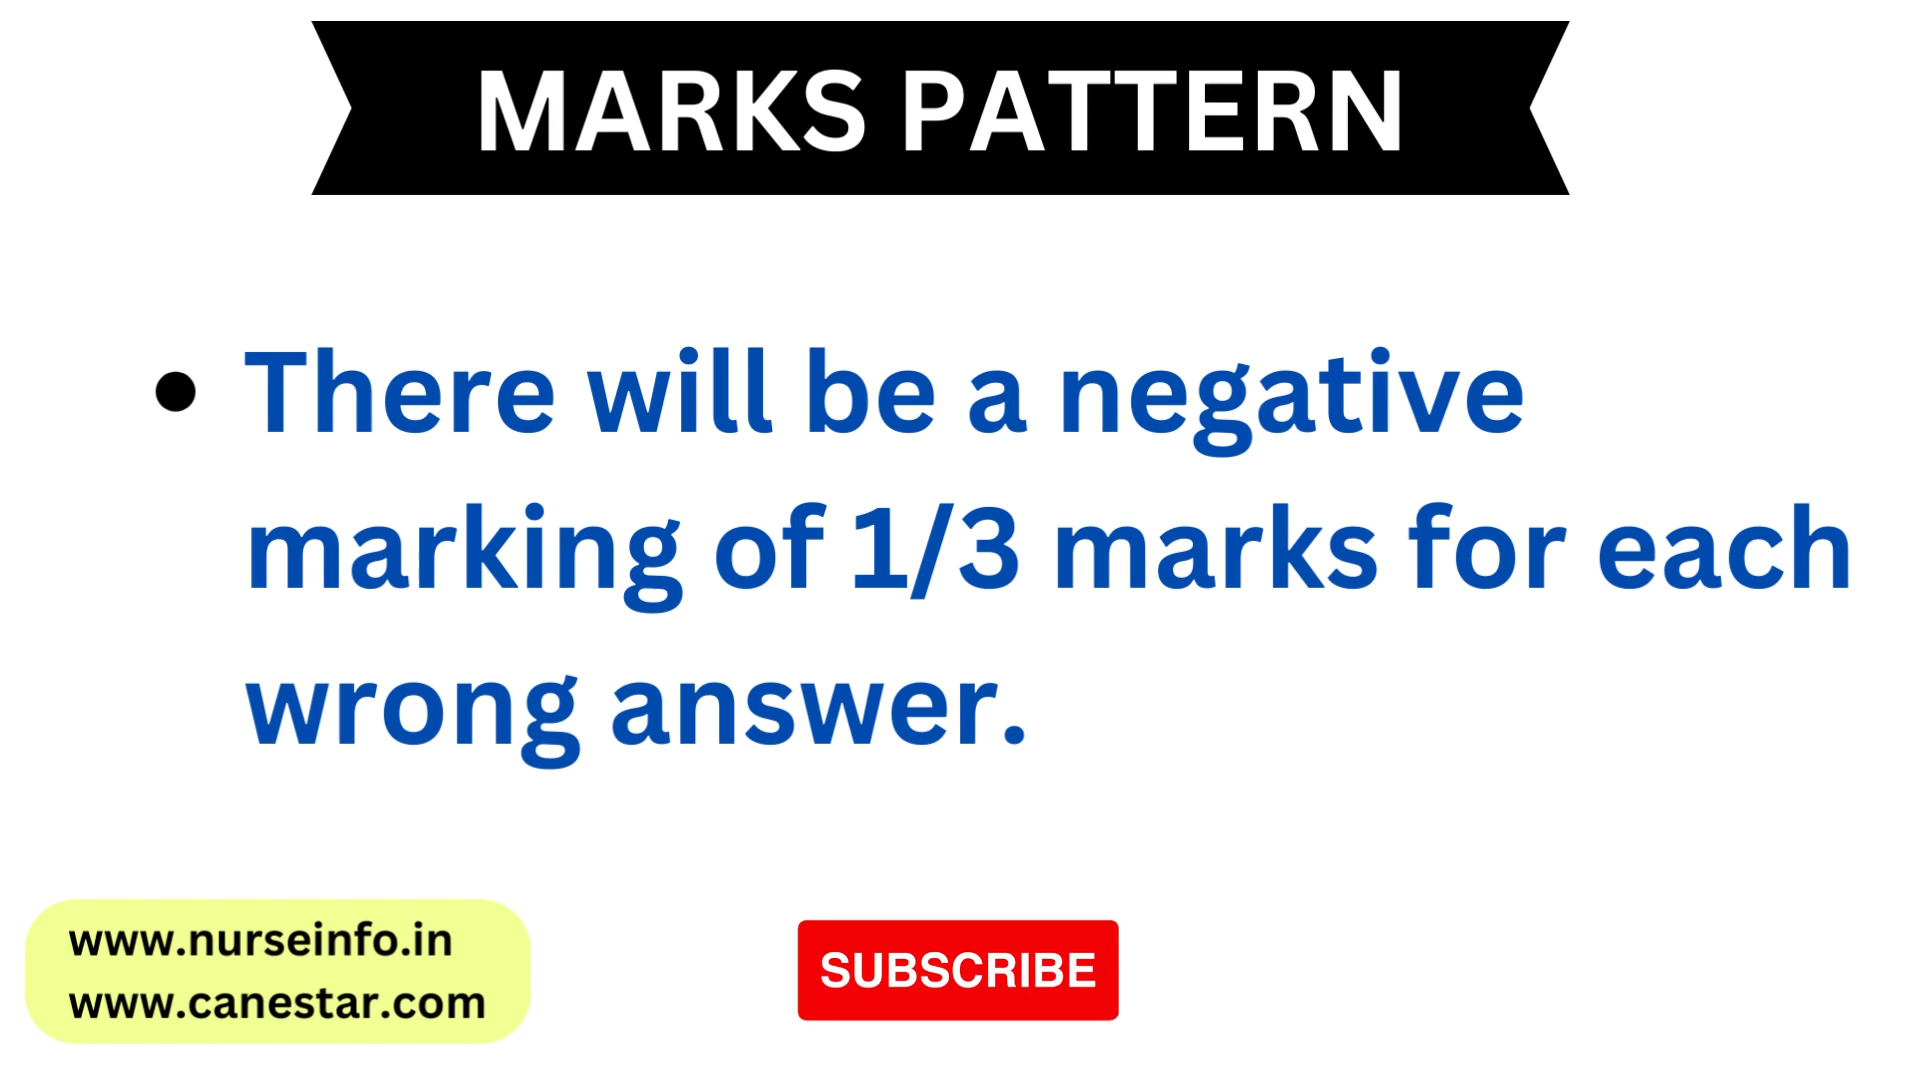 MARKS PATTERN
• There will be a negative
marking of 1/3 marks for each
wrong answer.
www.nurseinfo.in
www.canestar.com
SUBSCRIBE